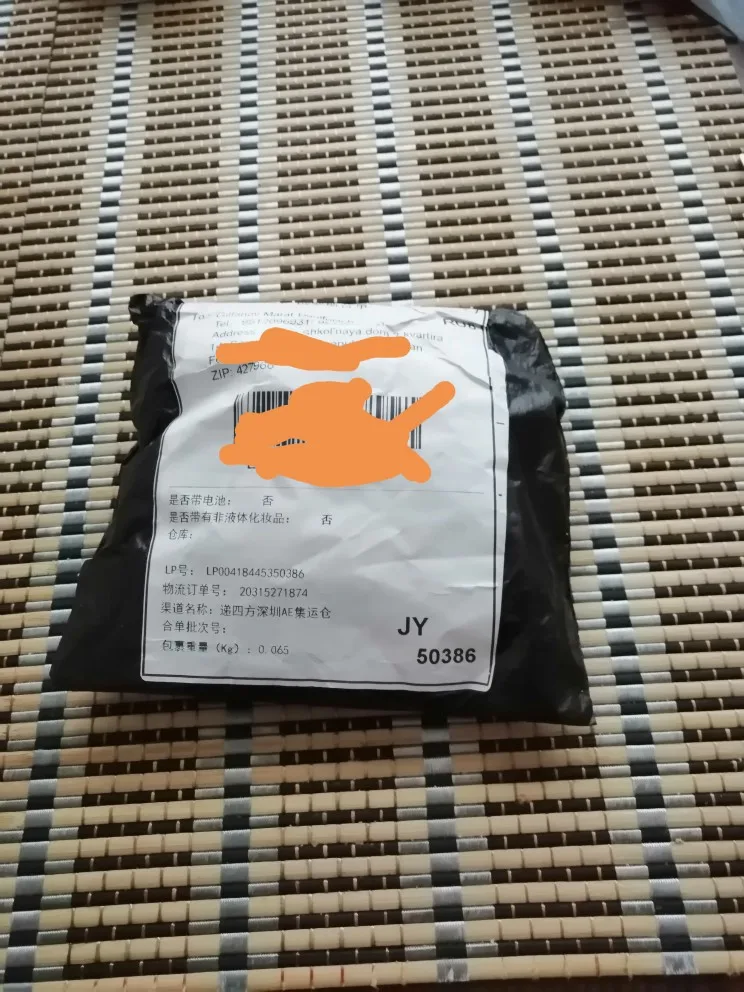 To:
Tel.
Address
ZIP: 427966
是否带电池： 否
是否带有非液体化妆品： 否
仓库：
LP号： LP00418445350386
物流订单号： 20315271874
渠道名称： 递四方深圳AE集运仓
合单批次号：
包裹重量 (Kg) : 0.065
JY
50386